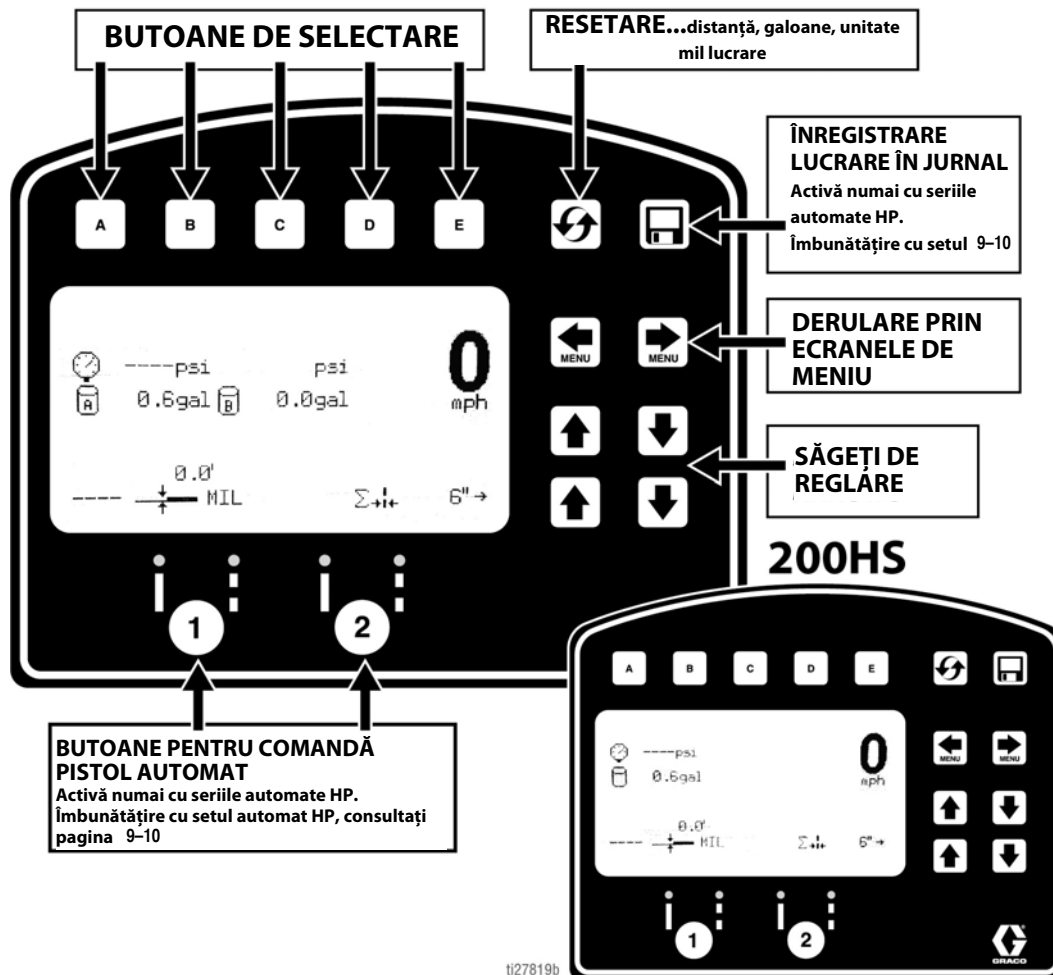 BUTOANE DE SELECTARE
RESETARE...distanță, galoane, unitate
mil lucrare
ÎNREGISTRARE
LUCRARE ÎN JURNAL
Activă numai cu seriile
automate HP.
Îmbunătățire cu setul 9–10
A B C D E
MENU MENU
DERULARE PRIN
ECRANELE DE
MENIU
----psi psi
0
A 0.6gal B 0.0gal mph
SĂGEȚI DE
REGLARE
0.0'
---- MIL Σ 6"→
1 2
BUTOANE PENTRU COMANDĂ
PISTOL AUTOMAT
Activă numai cu seriile automate HP.
Îmbunătățire cu setul automat HP, consultați
pagina 9–10
200HS
A B C D E
----psi
0
0.6gal mph
MENU MENU
0.0'
---- MIL Σ 6"→
1 2
GRACO
ti27819b